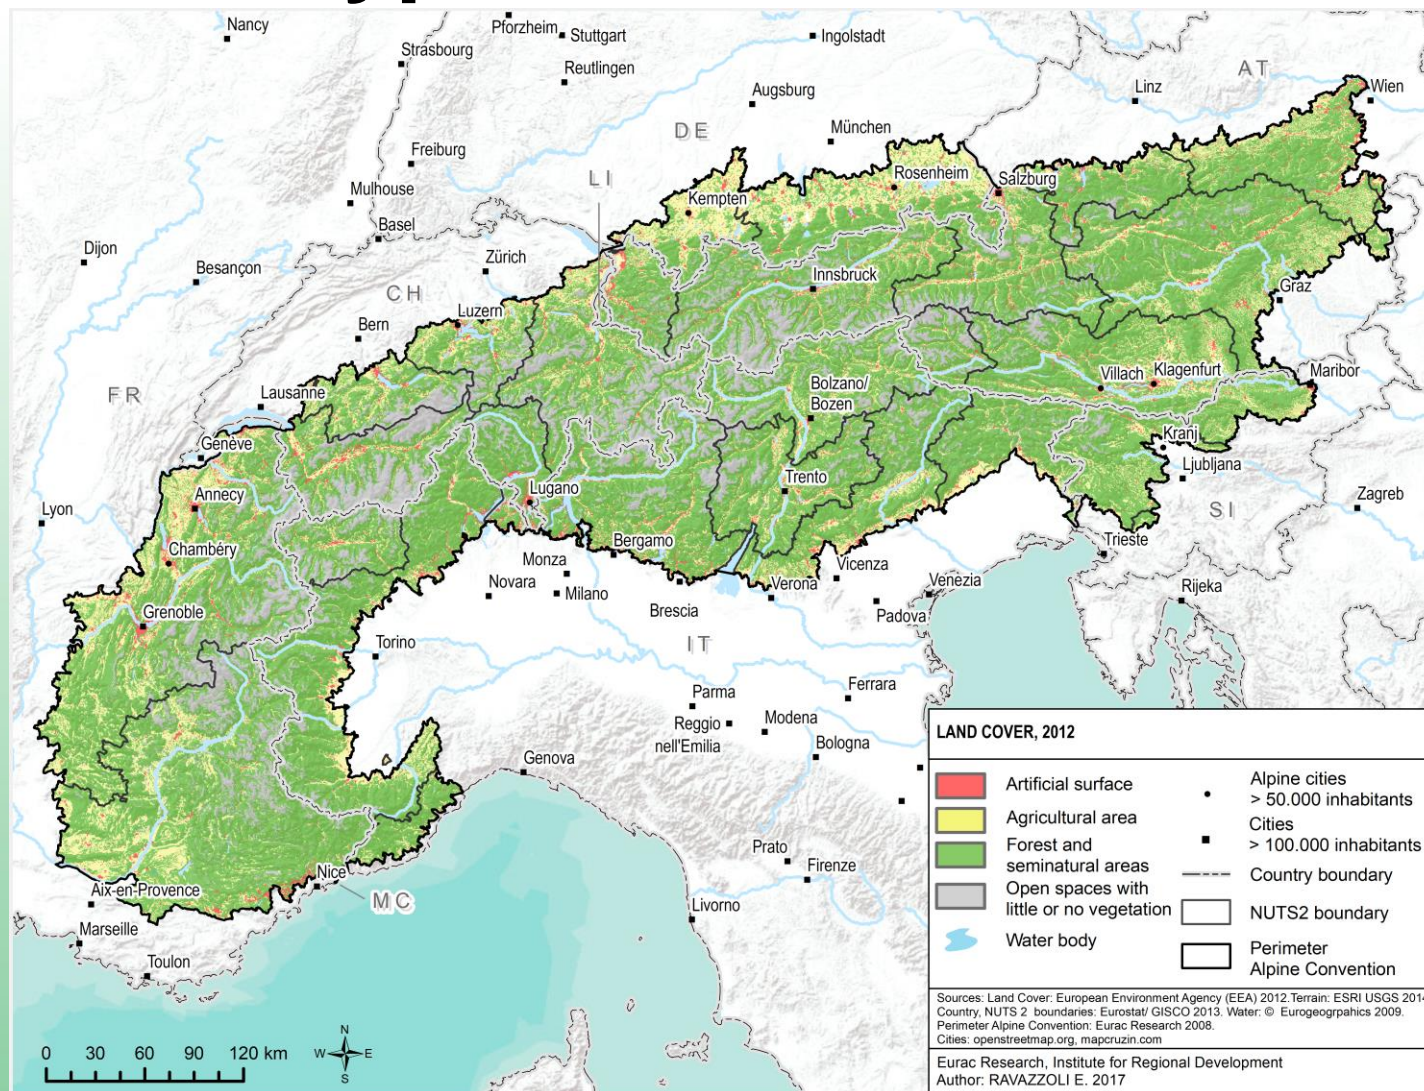 Nancy
Pforzheim
Stuttgart
Ingolstadt
Strasbourg
Reutlingen
AT
Linz
Wien
Augsburg
DE
München
Freiburg
LI
Rosenheim
Salzburg
Mulhouse
Kempten
Basel
Dijon
Besançon
Zürich
Innsbruck
CH
Luzern
Graz
Bern
Villach
Klagenfurt
Maribor
FR
Lausanne
Bolzano/
Bozen
Genève
Kranj
Ljubljana
Annecy
Lugano
Trento
Zagreb
Lyon
SI
Chambéry
Bergamo
Trieste
Monza
Novara
Milano
Vicenza
Verona
Venezia
Brescia
Padova
Rijeka
Grenoble
Torino
IT
Parma
Ferrara
Reggio
nell'Emilia
Modena
Bologna
Genova
Prato
Firenze
Nice
Aix-en-Provence
MC
Livorno
Marseille
Toulon
LAND COVER, 2012
Artificial surface
Agricultural area
Forest and
seminatural areas
Open spaces with
little or no vegetation
Water body
Alpine cities
> 50.000 inhabitants
Cities
> 100.000 inhabitants
Country boundary
NUTS2 boundary
Perimeter
Alpine Convention
Sources: Land Cover: European Environment Agency (EEA) 2012.Terrain: ESRI USGS 2014
Country, NUTS 2 boundaries: Eurostat/ GISCO 2013. Water: © Eurogeogrpahics 2009.
Perimeter Alpine Convention: Eurac Research 2008.
Cities: openstreetmap.org, mapcruzin.com
Eurac Research, Institute for Regional Development
Author: RAVAZZOLI E. 2017
0 30 60 90 120 km
N
W E
S